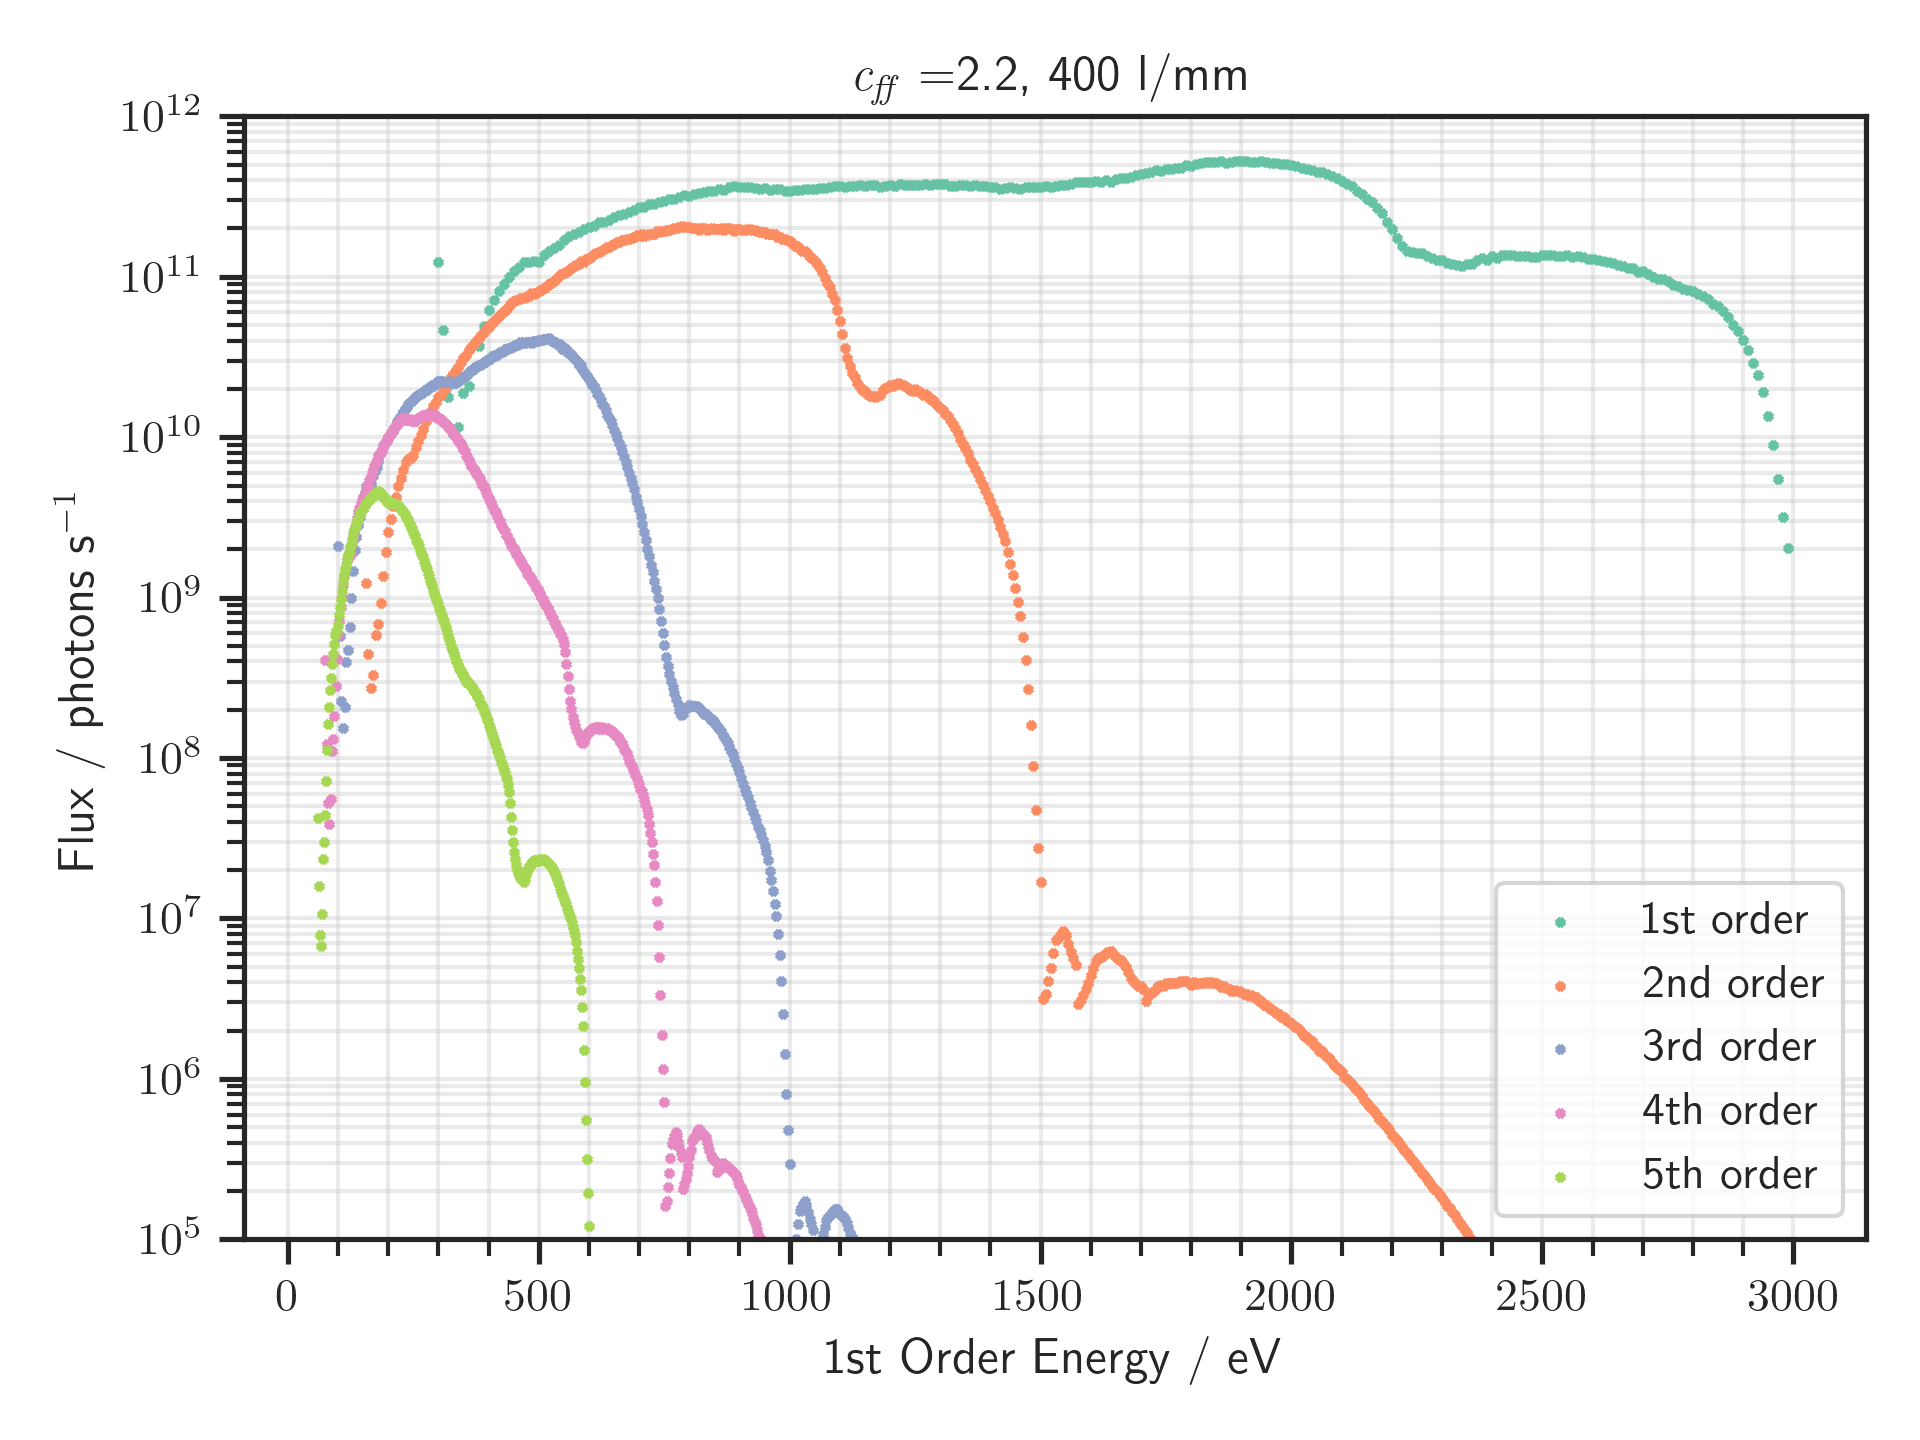 c_ff =2.2, 400 l/mm
10^12
10^11
10^10
10^9
10^8
10^7
10^6
10^5
Flux / photons s^−1
1st order
2nd order
3rd order
4th order
5th order
0 500 1000 1500 2000 2500 3000
1st Order Energy / eV